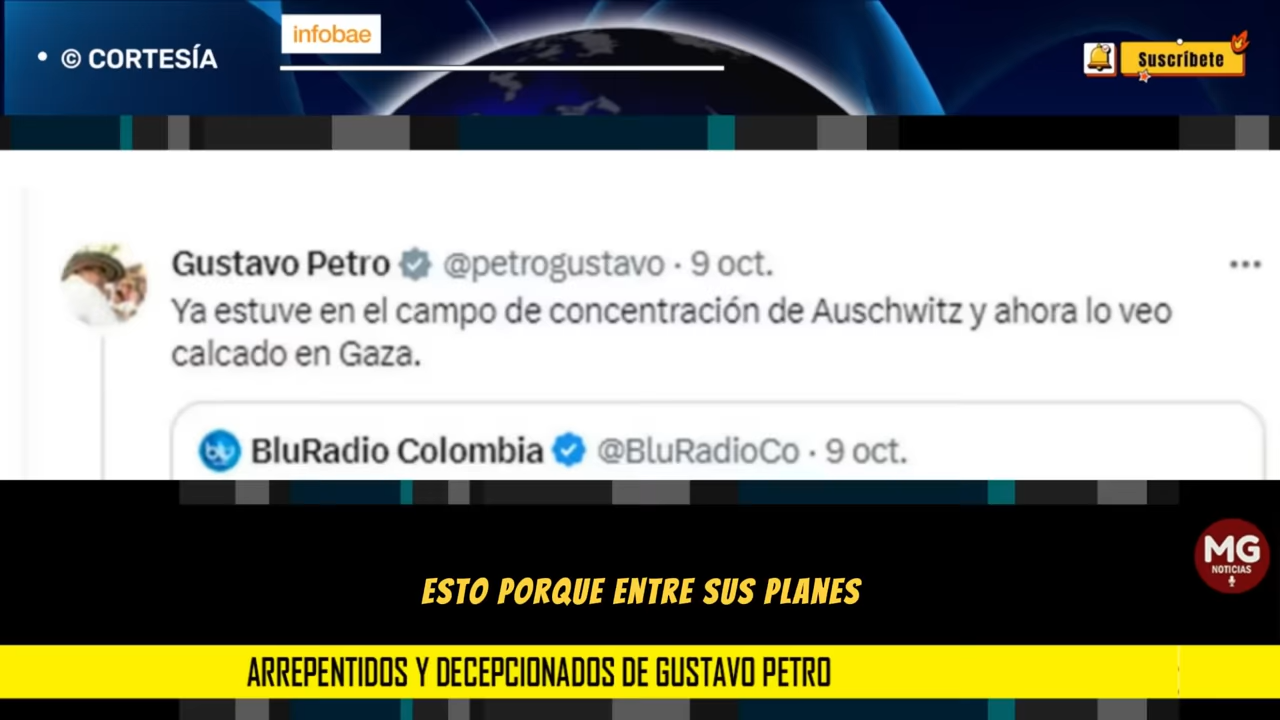 © CORTESÍA
infobae
Suscríbete
Gustavo Petro @petrogustavo · 9 oct.
Ya estuve en el campo de concentración de Auschwitz y ahora lo veo
calcado en Gaza.
blu BluRadio Colombia @BluRadioCo · 9 oct.
MG
NOTICIAS
ESTO PORQUE ENTRE SUS PLANES
ARREPENTIDOS Y DECEPCIONADOS DE GUSTAVO PETRO